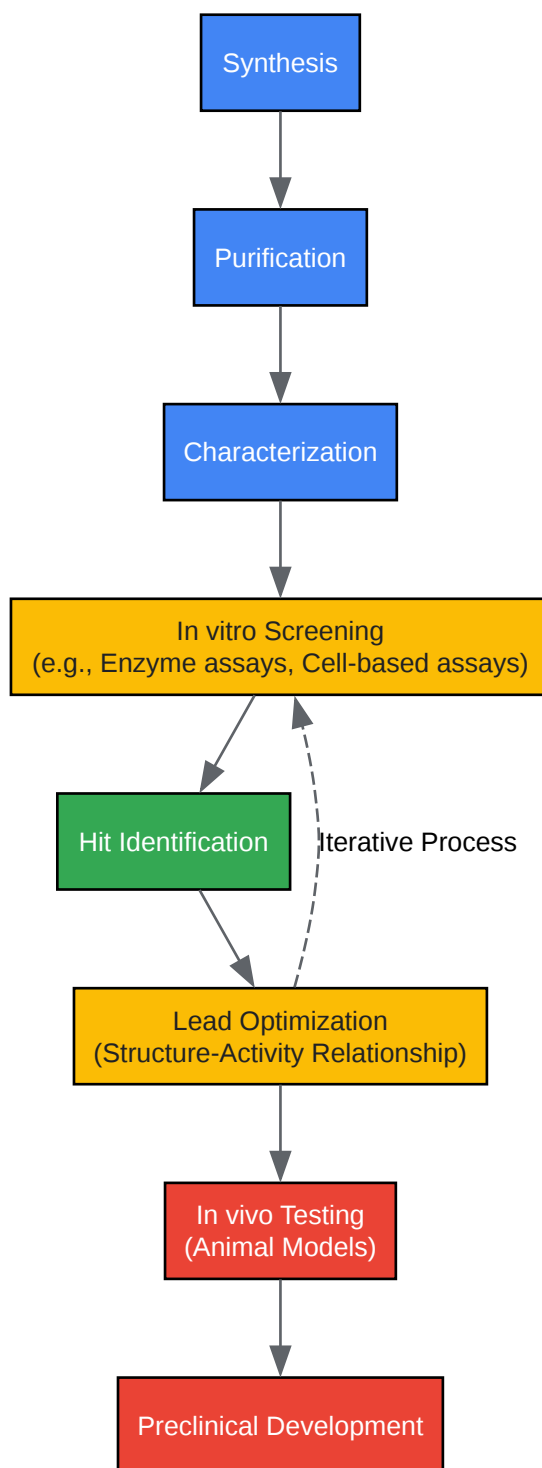 Synthesis
Purification
Characterization
In vitro Screening
(e.g., Enzyme assays, Cell-based assays)
Hit Identification
Iterative Process
Lead Optimization
(Structure-Activity Relationship)
In vivo Testing
(Animal Models)
Preclinical Development